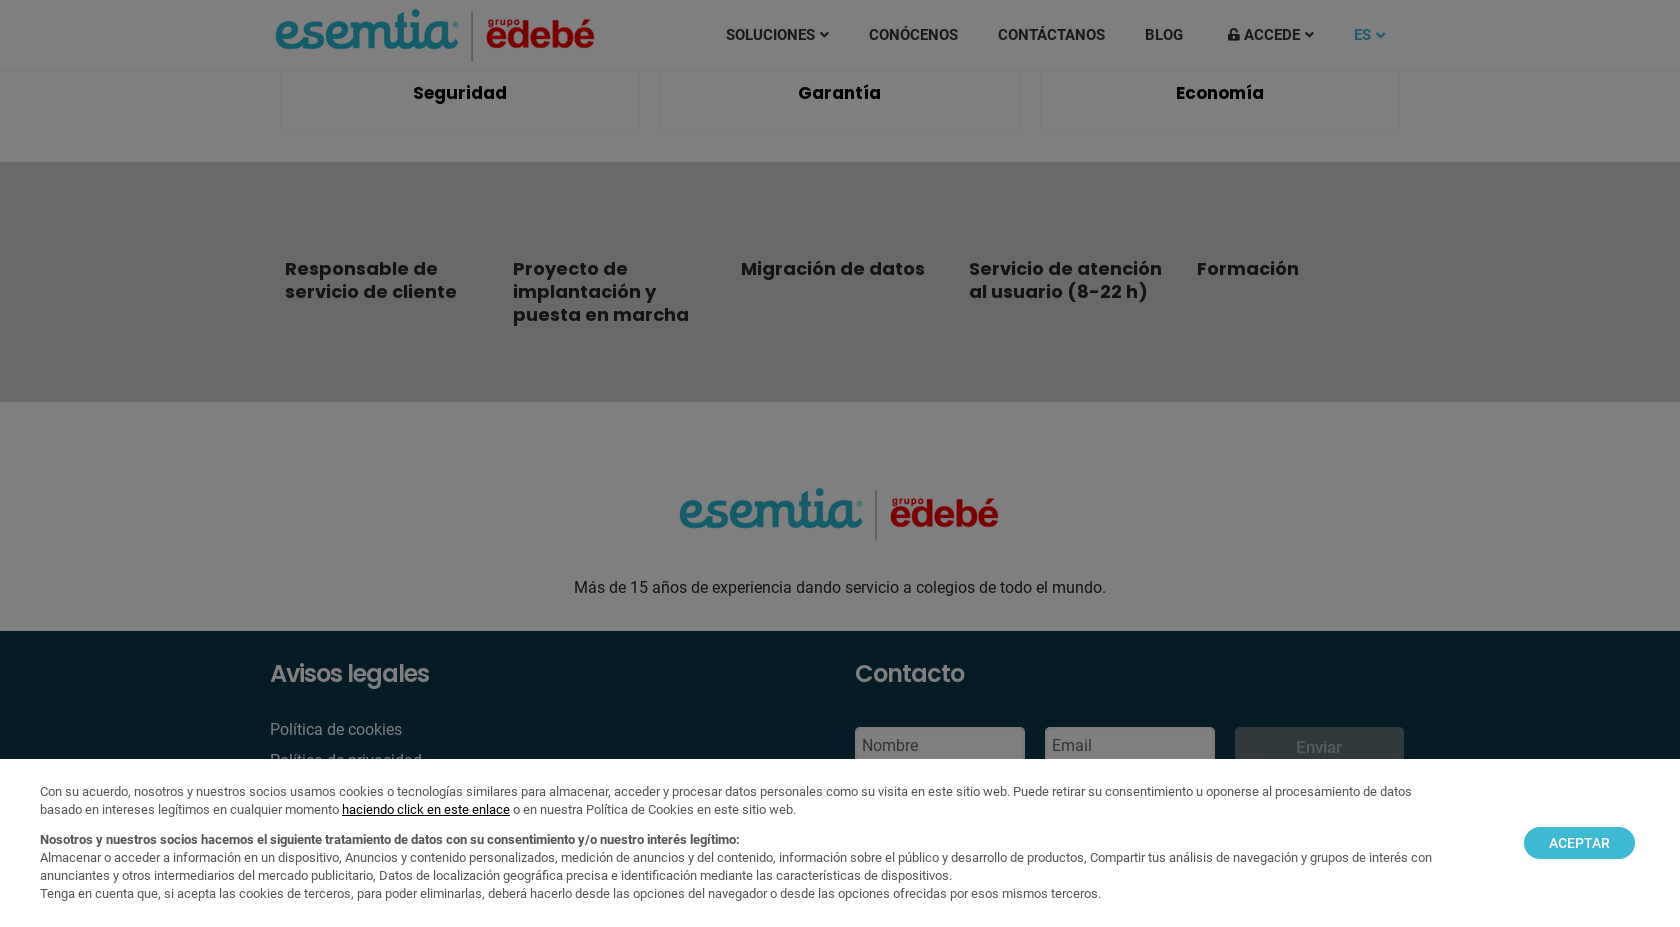 esemtia
grupo
edebé
SOLUCIONES
CONÓCENOS
CONTÁCTANOS
BLOG
ACCEDE
ES
Seguridad
Garantía
Economía
Responsable de
servicio de cliente
Proyecto de
implantación y
puesta en marcha
Migración de datos
Servicio de atención
al usuario (8-22 h)
Formación
esemtia
grupo
edebé
Más de 15 años de experiencia dando servicio a colegios de todo el mundo.
Avisos legales
Contacto
Política de cookies
Política de privacidad
Nombre
Email
Enviar
Con su acuerdo, nosotros y nuestros socios usamos cookies o tecnologías similares para almacenar, acceder y procesar datos personales como su visita en este sitio web. Puede retirar su consentimiento u oponerse al procesamiento de datos
basado en intereses legítimos en cualquier momento haciendo click en este enlace o en nuestra Política de Cookies en este sitio web.
Nosotros y nuestros socios hacemos el siguiente tratamiento de datos con su consentimiento y/o nuestro interés legítimo:
Almacenar o acceder a información en un dispositivo, Anuncios y contenido personalizados, medición de anuncios y del contenido, información sobre el público y desarrollo de productos, Compartir tus análisis de navegación y grupos de interés con
anunciantes y otros intermediarios del mercado publicitario, Datos de localización geográfica precisa e identificación mediante las características de dispositivos.
Tenga en cuenta que, si acepta las cookies de terceros, para poder eliminarlas, deberá hacerlo desde las opciones del navegador o desde las opciones ofrecidas por esos mismos terceros.
ACEPTAR